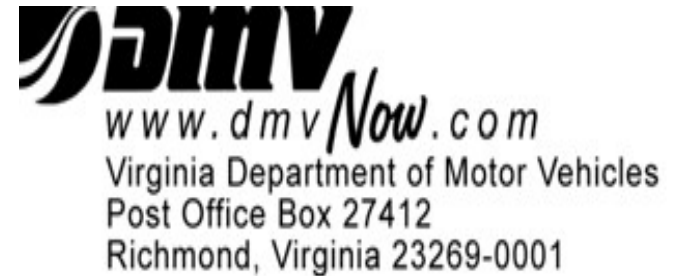 DMV
www.dmvNow.com
Virginia Department of Motor Vehicles
Post Office Box 27412
Richmond, Virginia 23269-0001